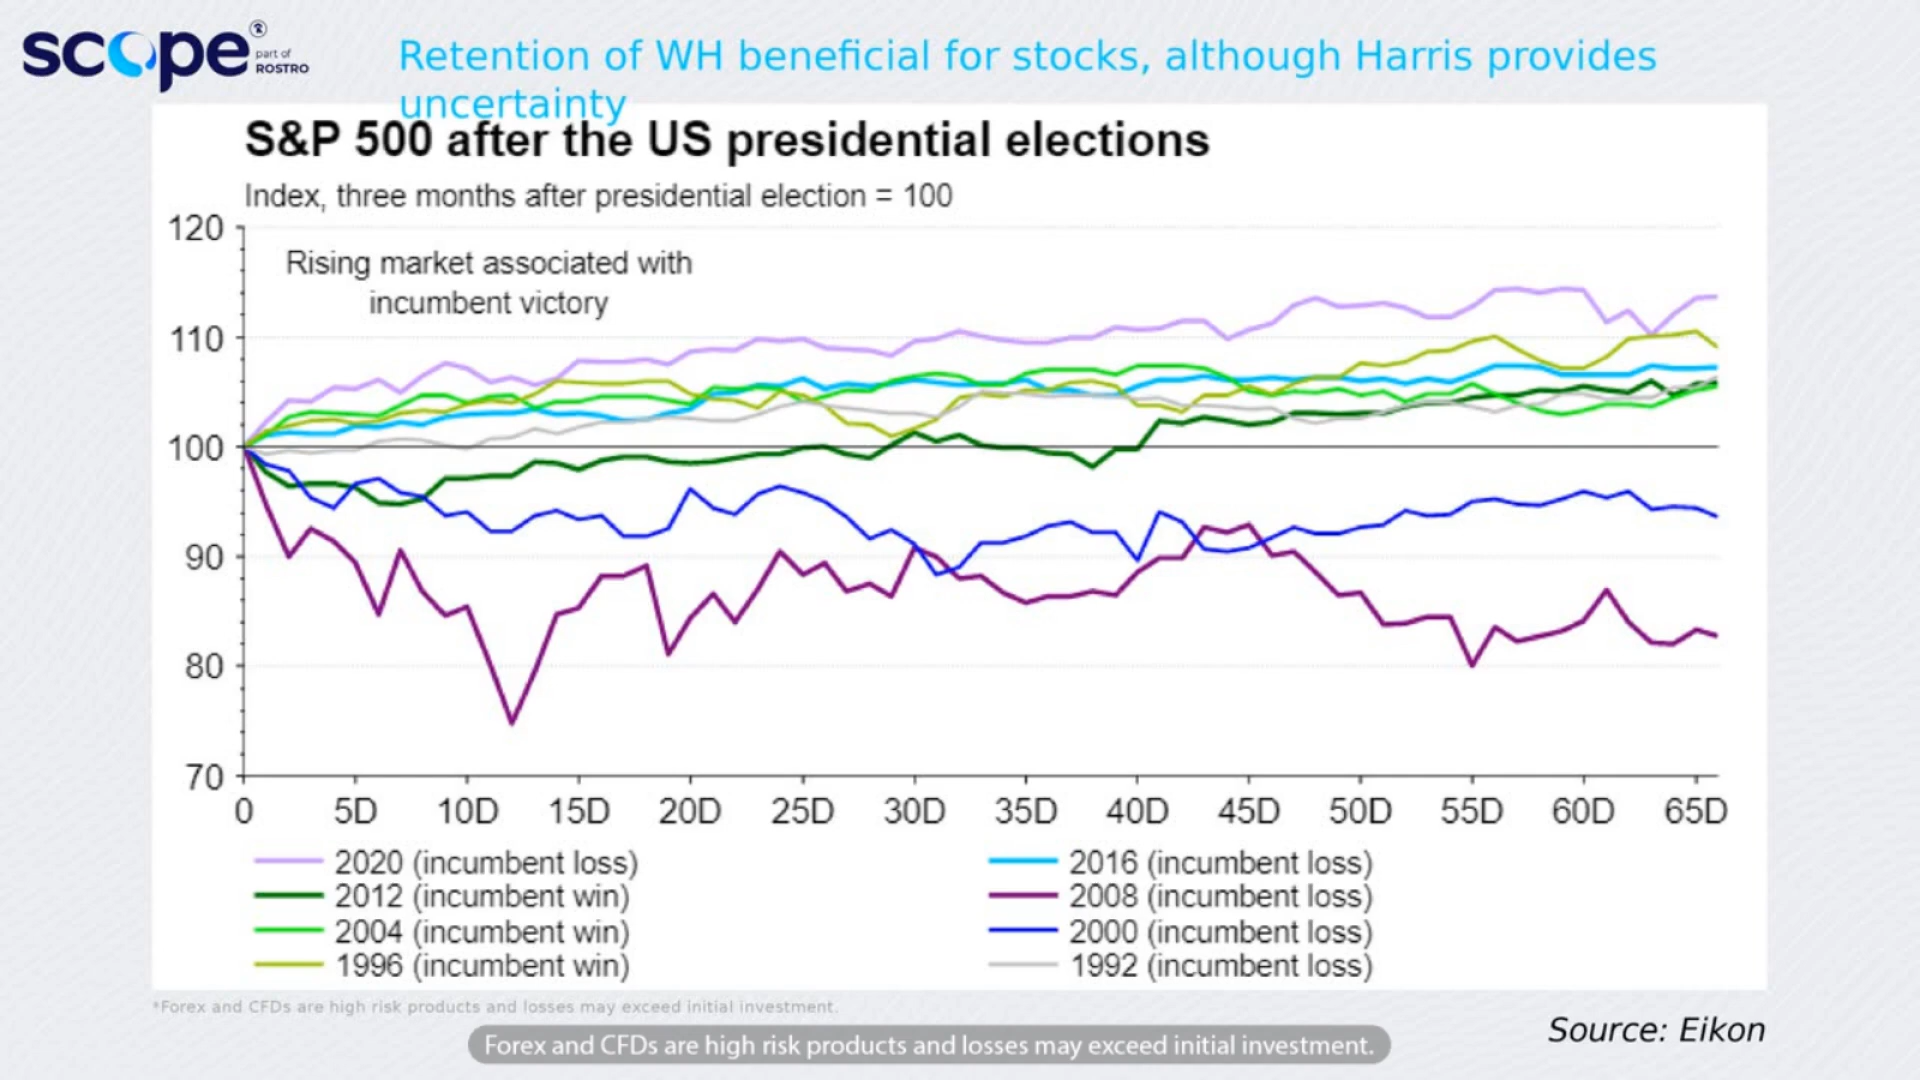 scope
part of
ROSTRO
Retention of WH beneficial for stocks, although Harris provides
uncertainty
S&P 500 after the US presidential elections
Index, three months after presidential election = 100
Rising market associated with
incumbent victory
120
110
100
90
80
70
0 5D 10D 15D 20D 25D 30D 35D 40D 45D 50D 55D 60D 65D
2020 (incumbent loss) 2016 (incumbent loss)
2012 (incumbent win) 2008 (incumbent loss)
2004 (incumbent win) 2000 (incumbent loss)
1996 (incumbent win) 1992 (incumbent loss)
*Forex and CFDs are high risk products and losses may exceed initial investment.
Source: Eikon
Forex and CFDs are high risk products and losses may exceed initial investment.